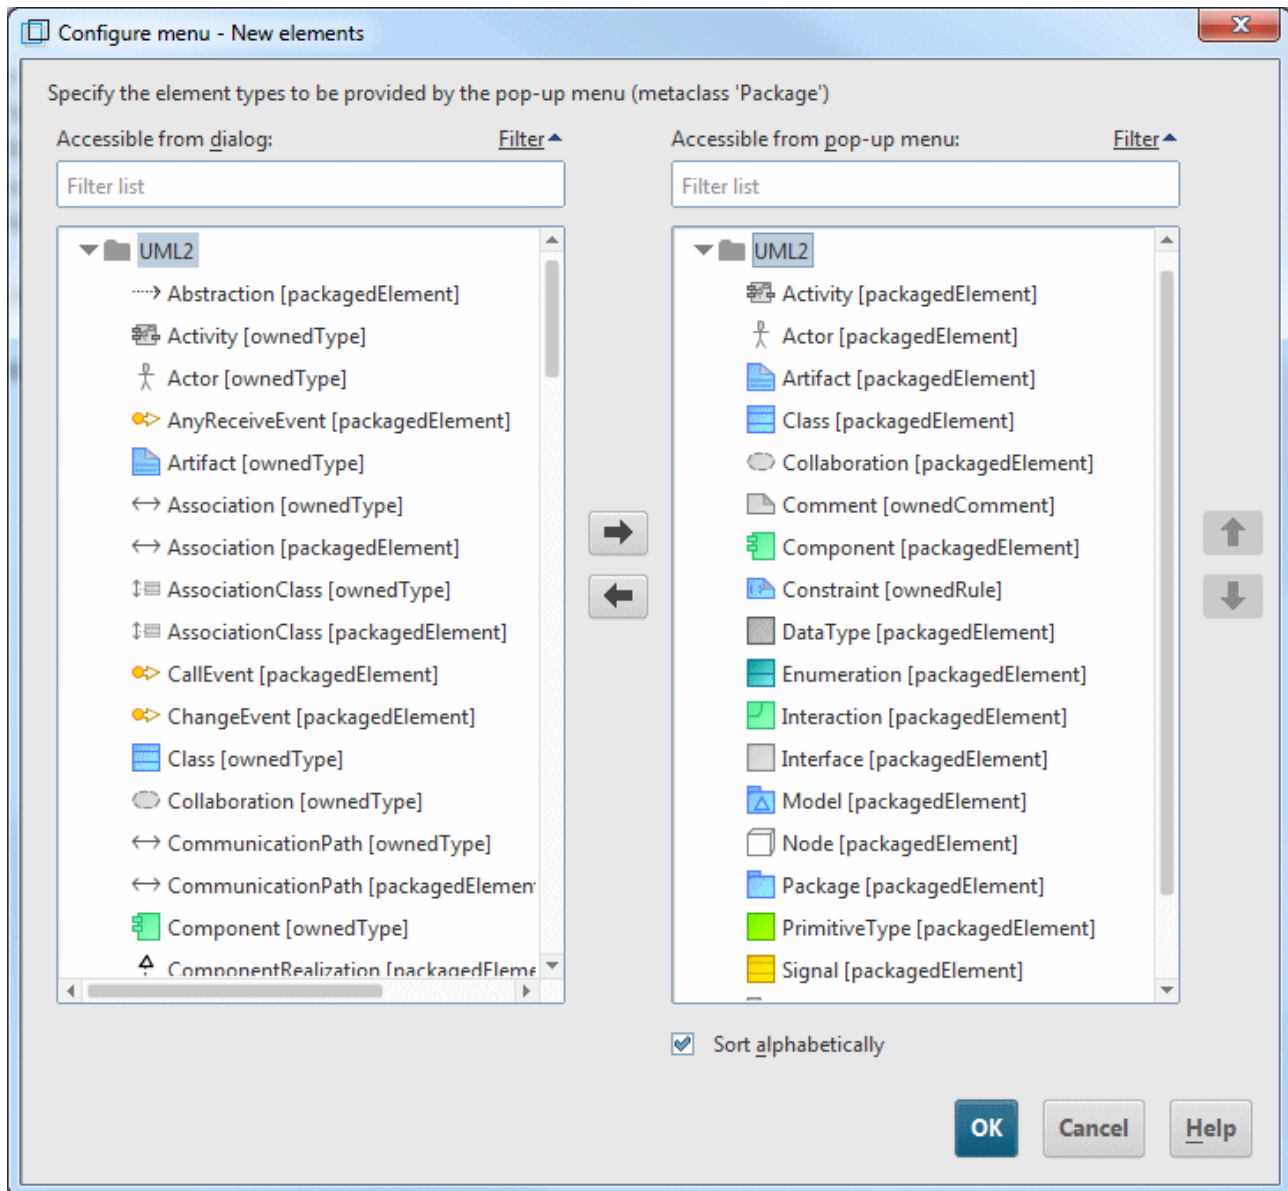 Configure menu - New elements
Specify the element types to be provided by the pop-up menu (metaclass 'Package')
Accessible from dialog:
Filter
Filter list
UML2
Abstraction [packagedElement]
Activity [ownedType]
Actor [ownedType]
AnyReceiveEvent [packagedElement]
Artifact [ownedType]
Association [ownedType]
Association [packagedElement]
AssociationClass [ownedType]
AssociationClass [packagedElement]
CallEvent [packagedElement]
ChangeEvent [packagedElement]
Class [ownedType]
Collaboration [ownedType]
CommunicationPath [ownedType]
CommunicationPath [packagedElemen
Component [ownedType]
ComponentRealization [packagedEleme
Accessible from pop-up menu:
Filter
Filter list
UML2
Activity [packagedElement]
Actor [packagedElement]
Artifact [packagedElement]
Class [packagedElement]
Collaboration [packagedElement]
Comment [ownedComment]
Component [packagedElement]
Constraint [ownedRule]
DataType [packagedElement]
Enumeration [packagedElement]
Interaction [packagedElement]
Interface [packagedElement]
Model [packagedElement]
Node [packagedElement]
Package [packagedElement]
PrimitiveType [packagedElement]
Signal [packagedElement]
Sort alphabetically
OK
Cancel
Help